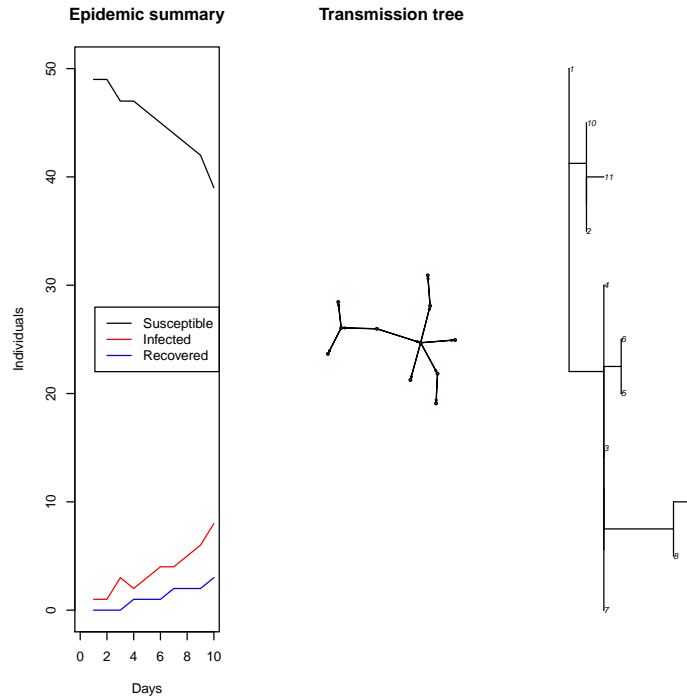 Epidemic summary
Transmission tree
Individuals
50
40
30
20
10
0
Susceptible
Infected
Recovered
0 2 4 6 8 10
Days
1
10
11
2
4
6
5
3
8
7